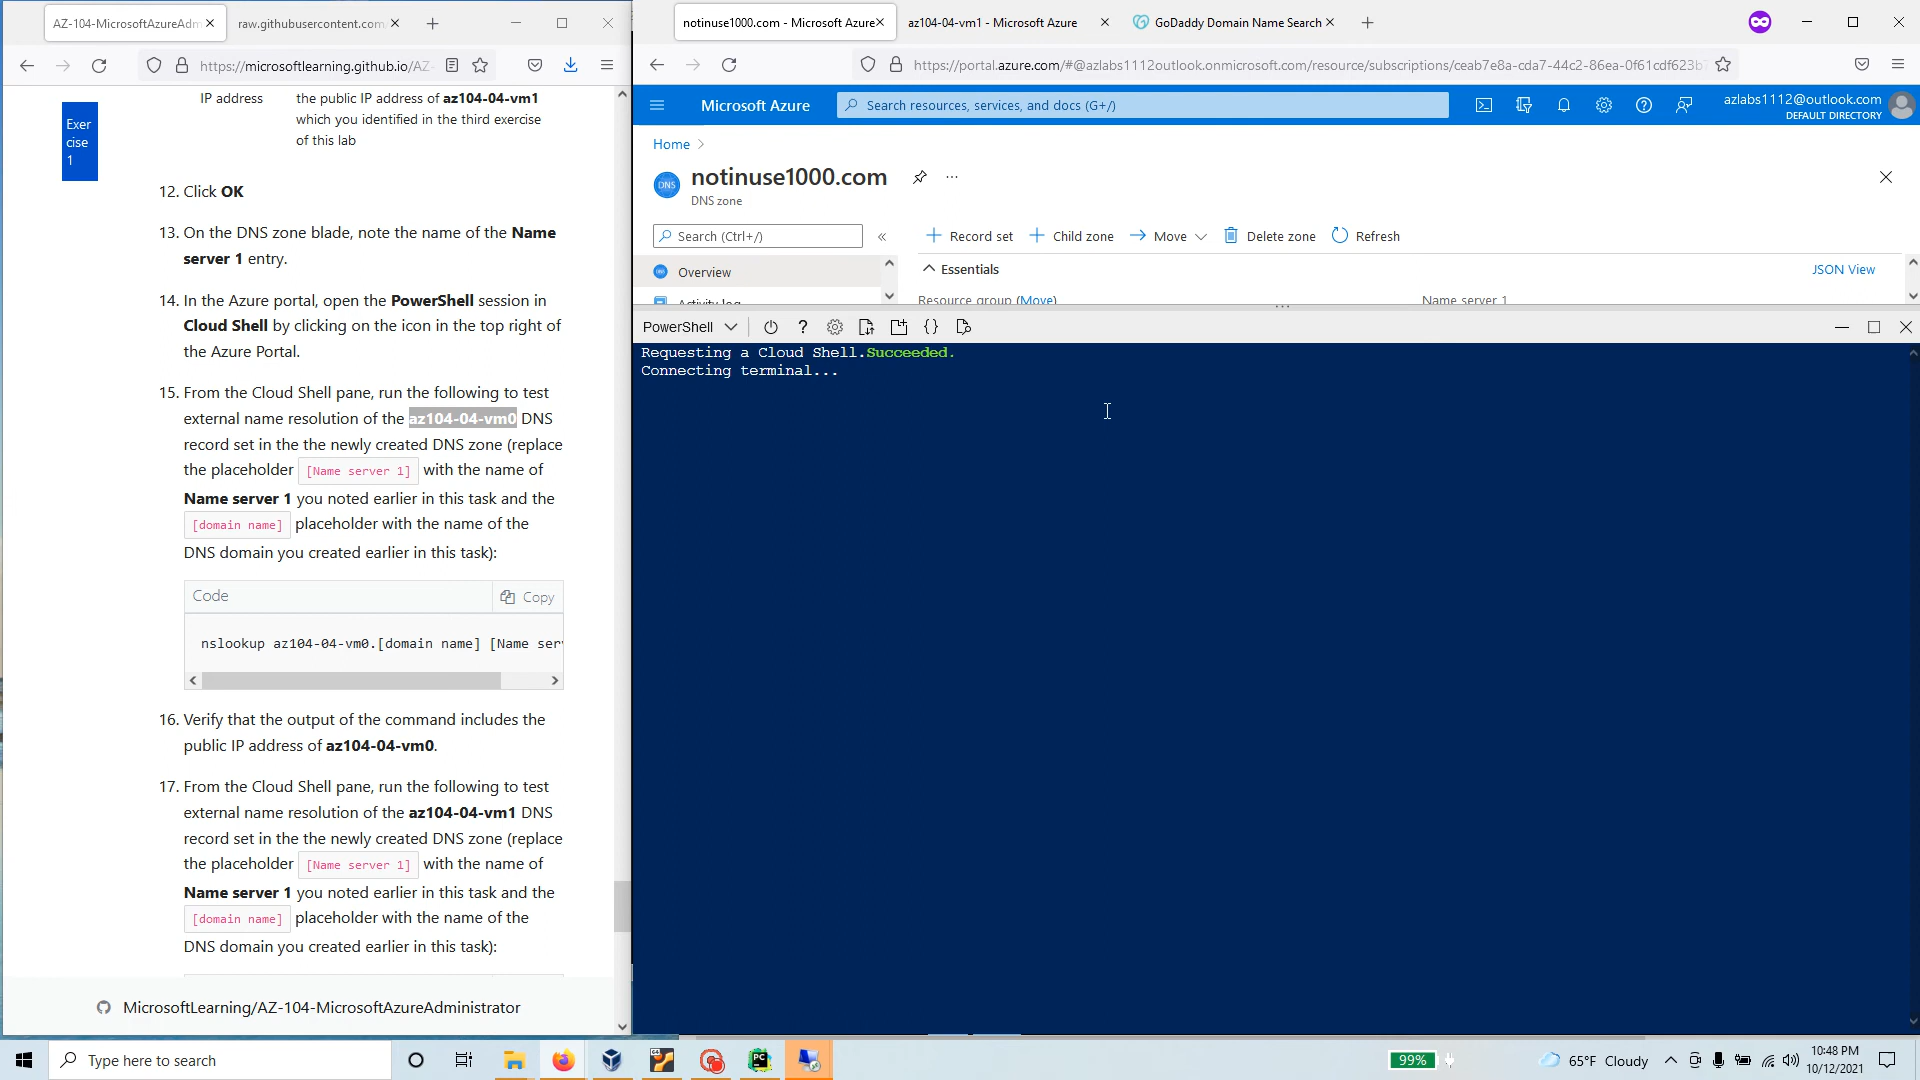 AZ-104-MicrosoftAzureAdm
raw.githubusercontent.com/
https://microsoftlearning.github.io/AZ-
Exer
cise
1
IP address
the public IP address of az104-04-vm1
which you identified in the third exercise
of this lab
12. Click OK
13. On the DNS zone blade, note the name of the Name
server 1 entry.
14. In the Azure portal, open the PowerShell session in
Cloud Shell by clicking on the icon in the top right of
the Azure Portal.
15. From the Cloud Shell pane, run the following to test
external name resolution of the az104-04-vm0 DNS
record set in the the newly created DNS zone (replace
the placeholder [Name server 1] with the name of
Name server 1 you noted earlier in this task and the
[domain name] placeholder with the name of the
DNS domain you created earlier in this task):
Code
Copy
nslookup az104-04-vm0.[domain name] [Name ser
16. Verify that the output of the command includes the
public IP address of az104-04-vm0.
17. From the Cloud Shell pane, run the following to test
external name resolution of the az104-04-vm1 DNS
record set in the the newly created DNS zone (replace
the placeholder [Name server 1] with the name of
Name server 1 you noted earlier in this task and the
[domain name] placeholder with the name of the
DNS domain you created earlier in this task):
MicrosoftLearning/AZ-104-MicrosoftAzureAdministrator
notinuse1000.com - Microsoft Azure
az104-04-vm1 - Microsoft Azure
GoDaddy Domain Name Search
https://portal.azure.com/#@azlabs1112outlook.onmicrosoft.com/resource/subscriptions/ceab7e8a-cda7-44c2-86ea-0f61cdf623b
Microsoft Azure
Search resources, services, and docs (G+/)
azlabs1112@outlook.com
DEFAULT DIRECTORY
Home
DNS
notinuse1000.com
DNS zone
Search (Ctrl+/)
Record set
Child zone
Move
Delete zone
Refresh
Overview
Activity log
Essentials
JSON View
Resource group (Move)
Name server 1
PowerShell
Requesting a Cloud Shell.Succeeded.
Connecting terminal...
Type here to search
PC
99%
65°F Cloudy
10:48 PM
10/12/2021